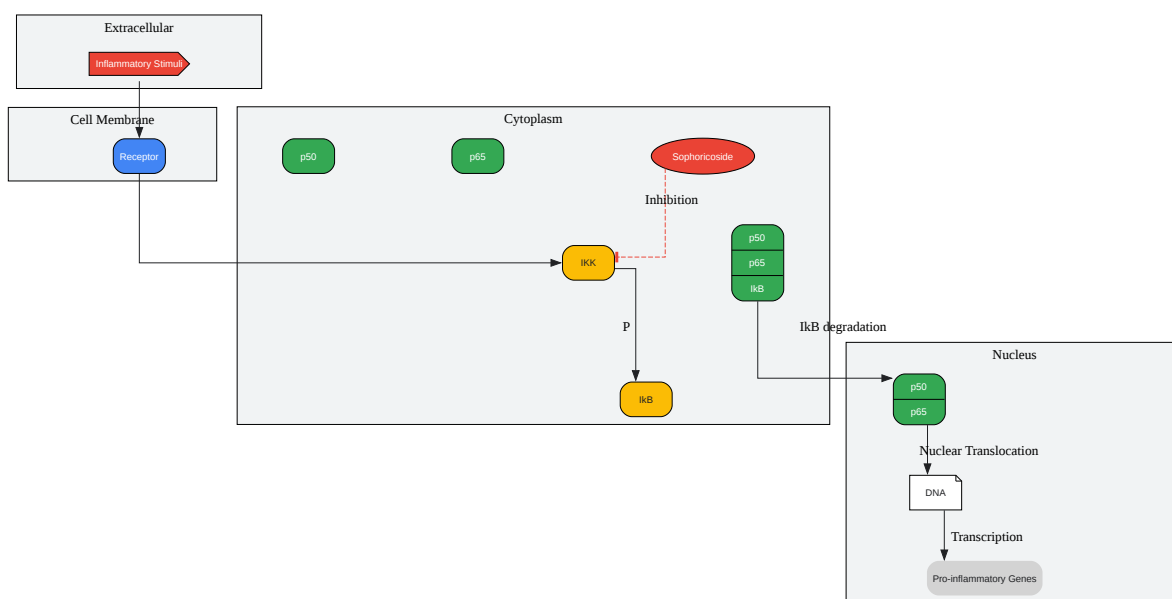 Extracellular
Inflammatory Stimuli
Cell Membrane
Receptor
Cytoplasm
p50
p65
Sophoricoside
Inhibition
IKK
p50
p65
IkB
P
IkB degradation
IkB
Nucleus
p50
p65
Nuclear Translocation
DNA
Transcription
Pro-inflammatory Genes